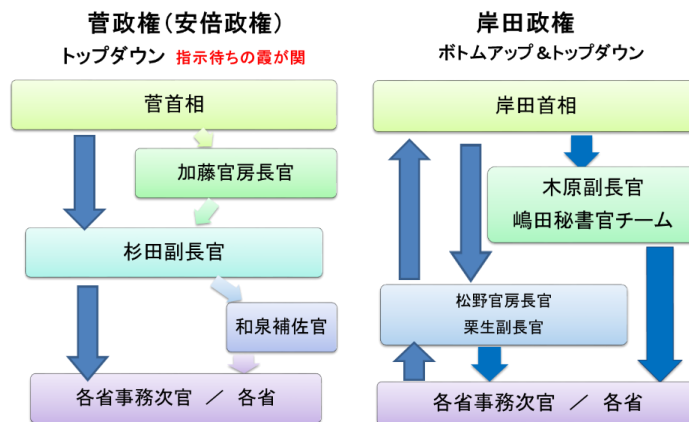 菅政権（安倍政権）
トップダウン 指示待ちの霞が関
菅首相
加藤官房長官
杉田副長官
和泉補佐官
各省事務次官 ／ 各省
岸田政権
ボトムアップ＆トップダウン
岸田首相
木原副長官
嶋田秘書官チーム
松野官房長官
栗生副長官
各省事務次官 ／ 各省